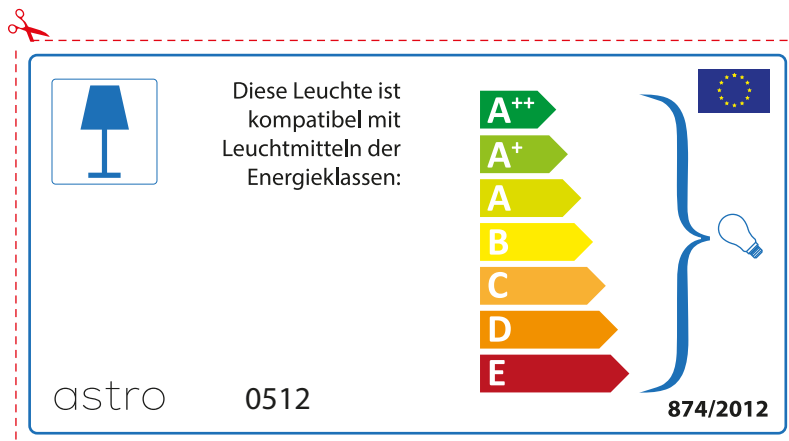 Diese Leuchte ist
kompatibel mit
Leuchtmitteln der
Energieklassen:
A++
A+
A
B
C
D
E
astro
0512
874/2012